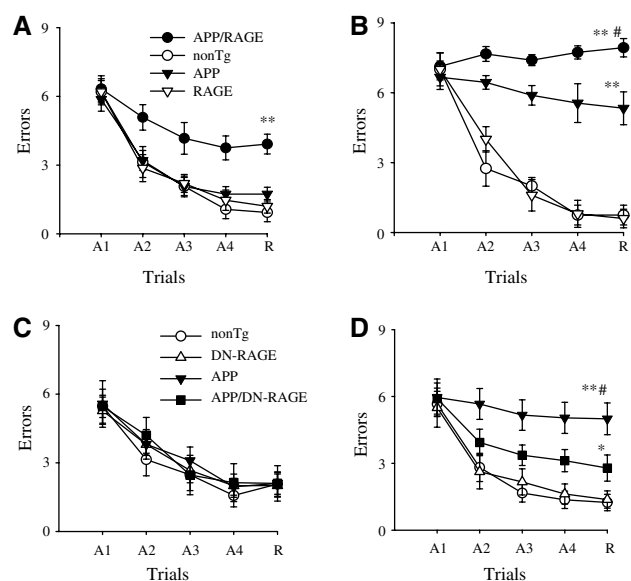 A
9
6
3
0
Errors
APP/RAGE
nonTg
APP
RAGE
**
A1 A2 A3 A4 R
Trials
B
9
6
3
0
Errors
** #
**
A1 A2 A3 A4 R
Trials
C
9
6
3
0
Errors
nonTg
DN-RAGE
APP
APP/DN-RAGE
A1 A2 A3 A4 R
Trials
D
9
6
3
0
Errors
**#
*
A1 A2 A3 A4 R
Trials